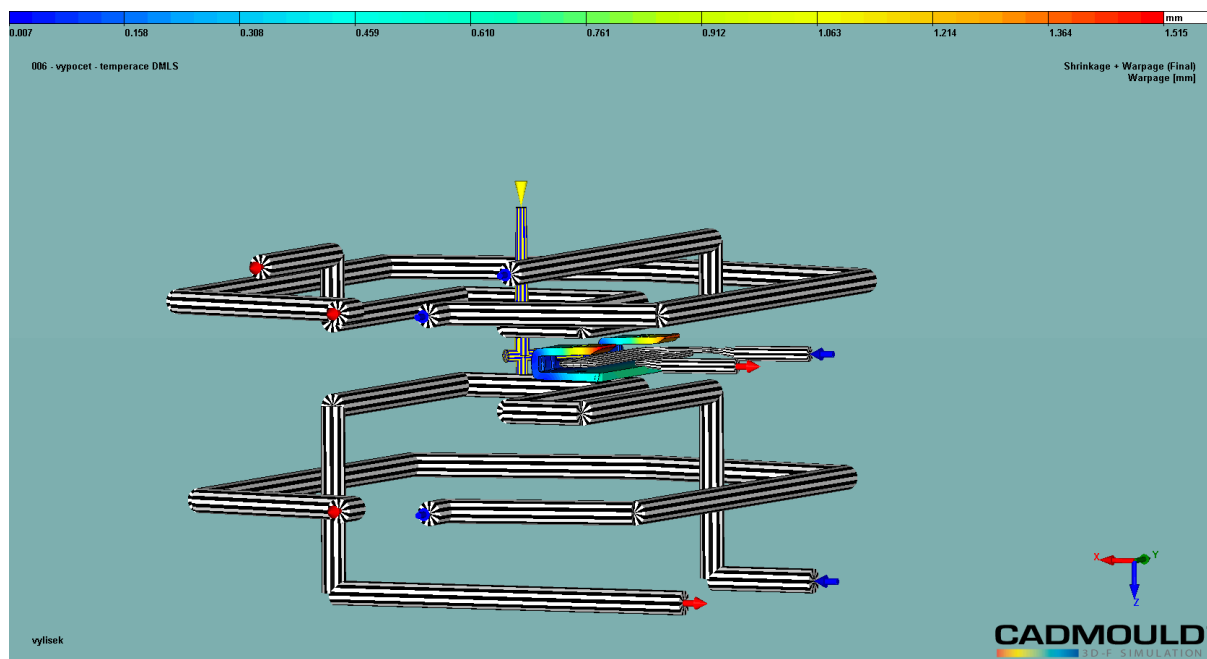 mm
0.007 0.158 0.308 0.459 0.610 0.761 0.912 1.063 1.214 1.364 1.515
006 - vypocet - temperace DMLS
Shrinkage + Warpage (Final)
Warpage [mm]
X
Y
Z
vylisek
CADMOULD
3D-F SIMULATION